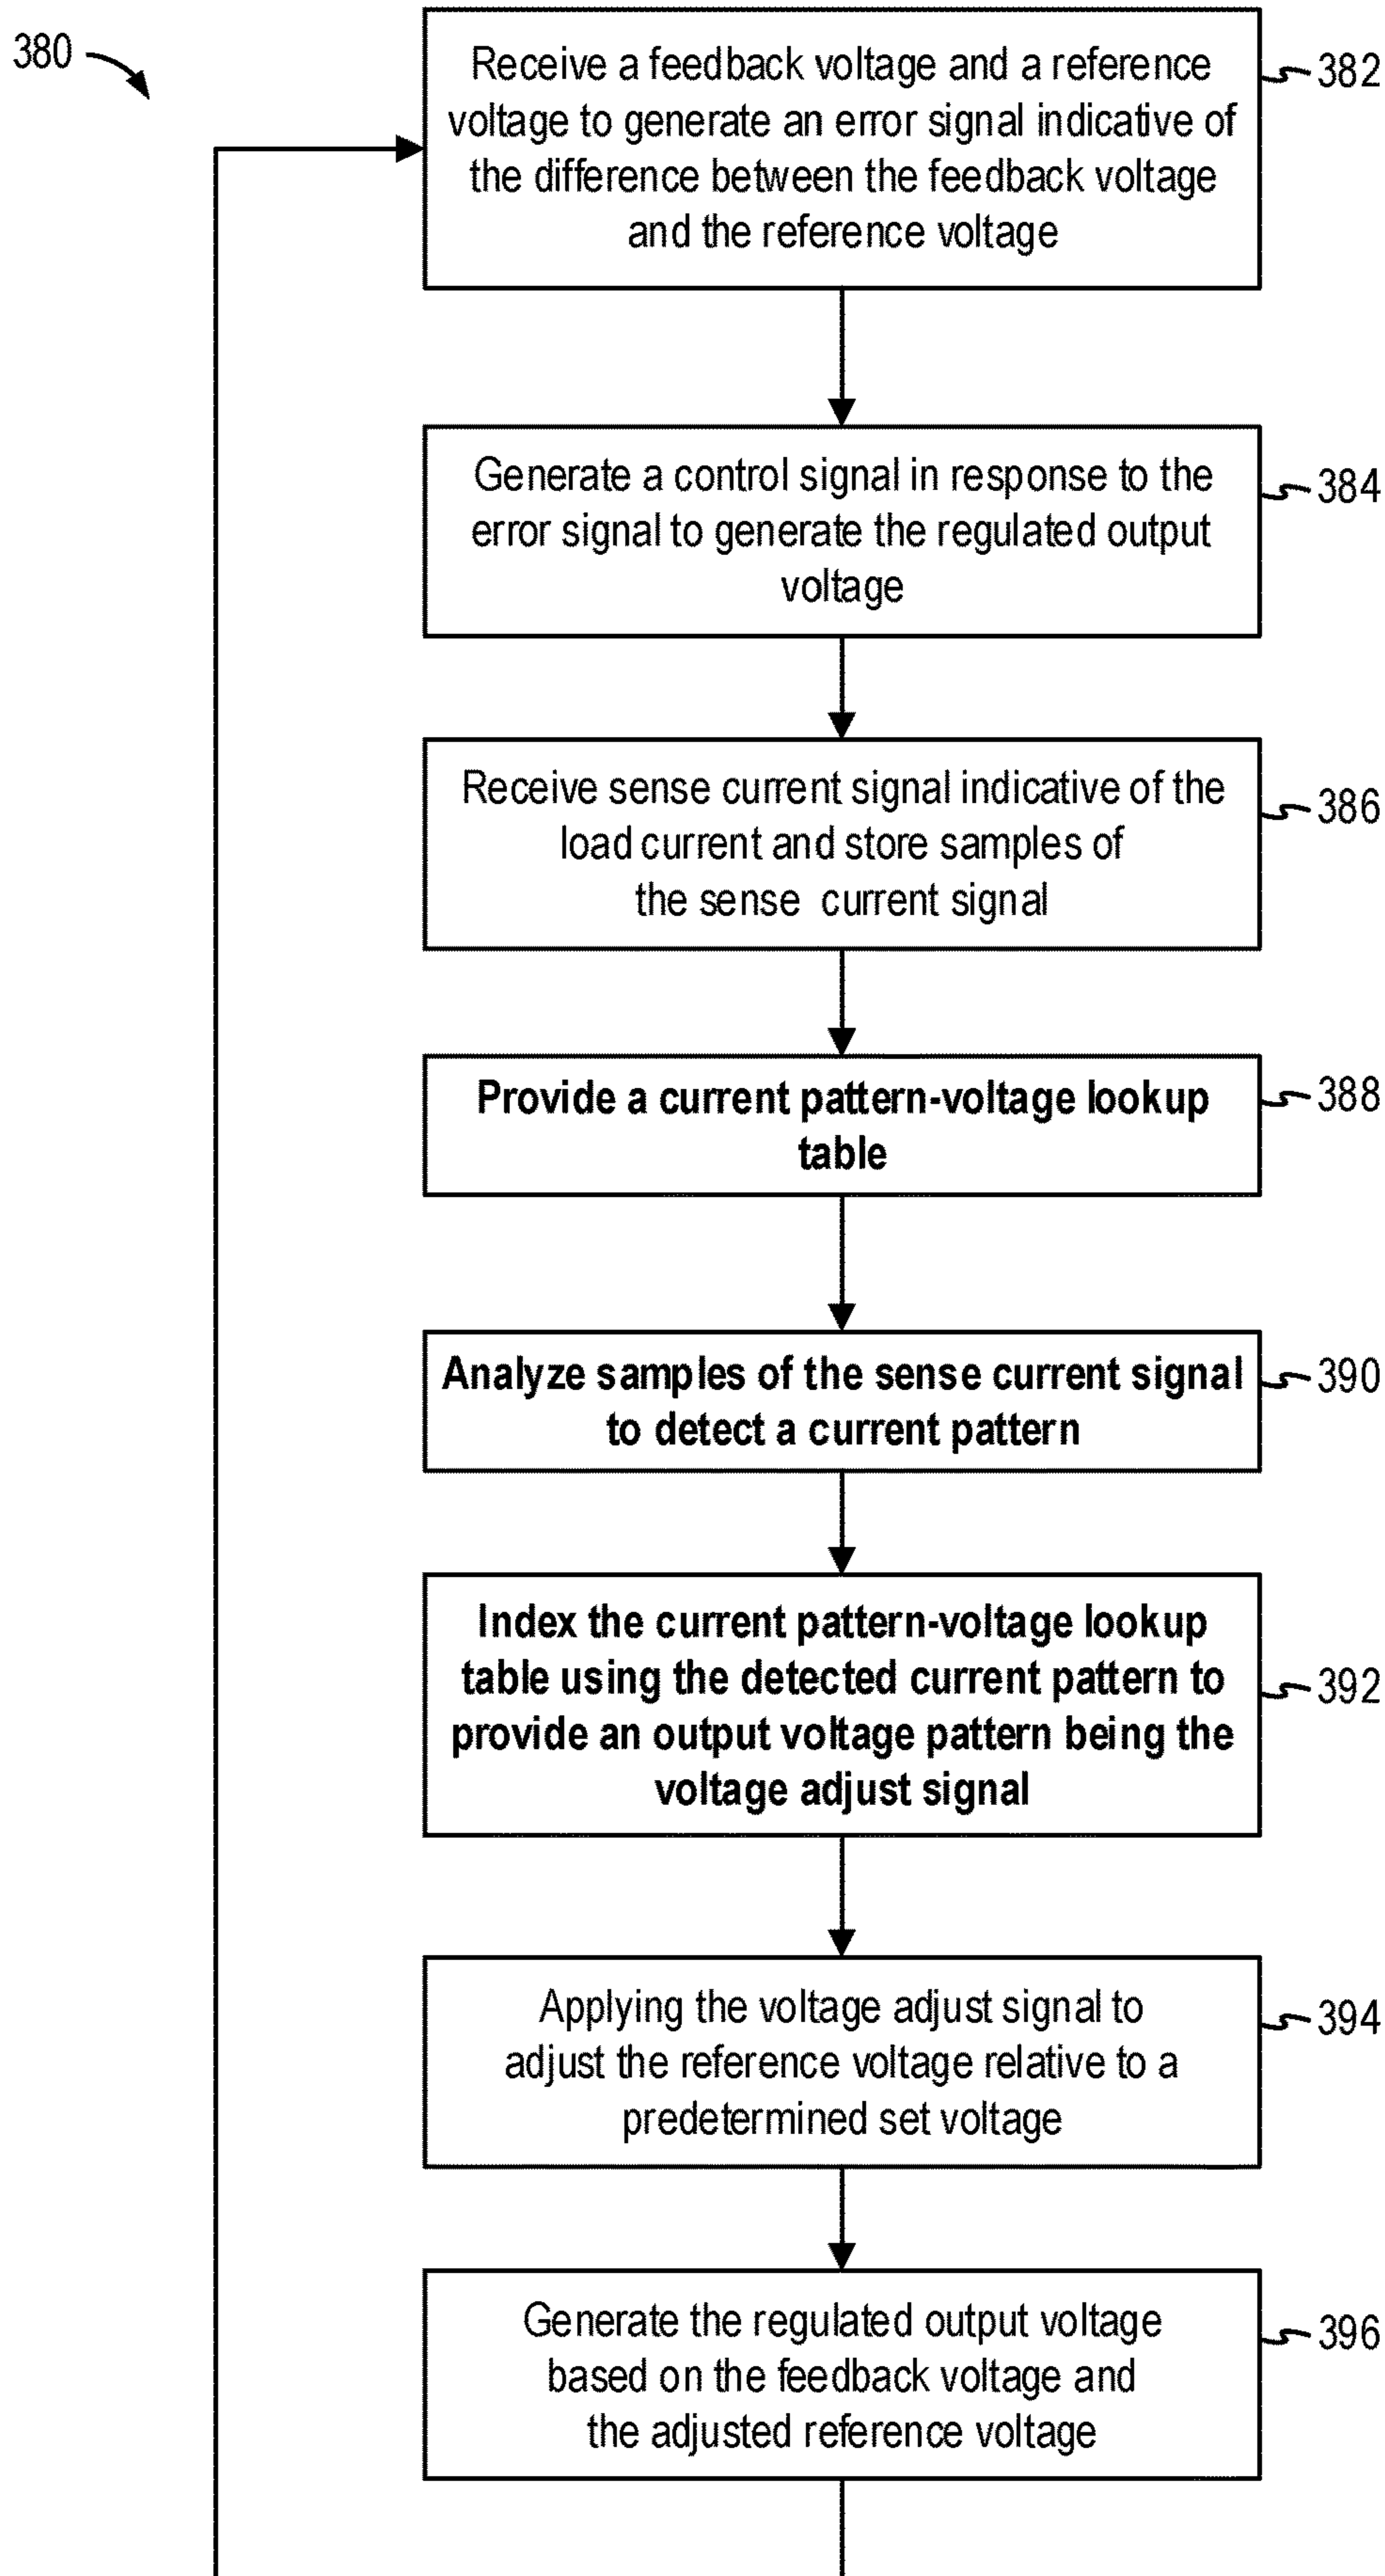 380
Receive a feedback voltage and a reference
voltage to generate an error signal indicative of
the difference between the feedback voltage
and the reference voltage
382
Generate a control signal in response to the
error signal to generate the regulated output
voltage
384
Receive sense current signal indicative of the
load current and store samples of
the sense current signal
386
Provide a current pattern-voltage lookup
table
388
Analyze samples of the sense current signal
to detect a current pattern
390
Index the current pattern-voltage lookup
table using the detected current pattern to
provide an output voltage pattern being the
voltage adjust signal
392
Applying the voltage adjust signal to
adjust the reference voltage relative to a
predetermined set voltage
394
Generate the regulated output voltage
based on the feedback voltage and
the adjusted reference voltage
396